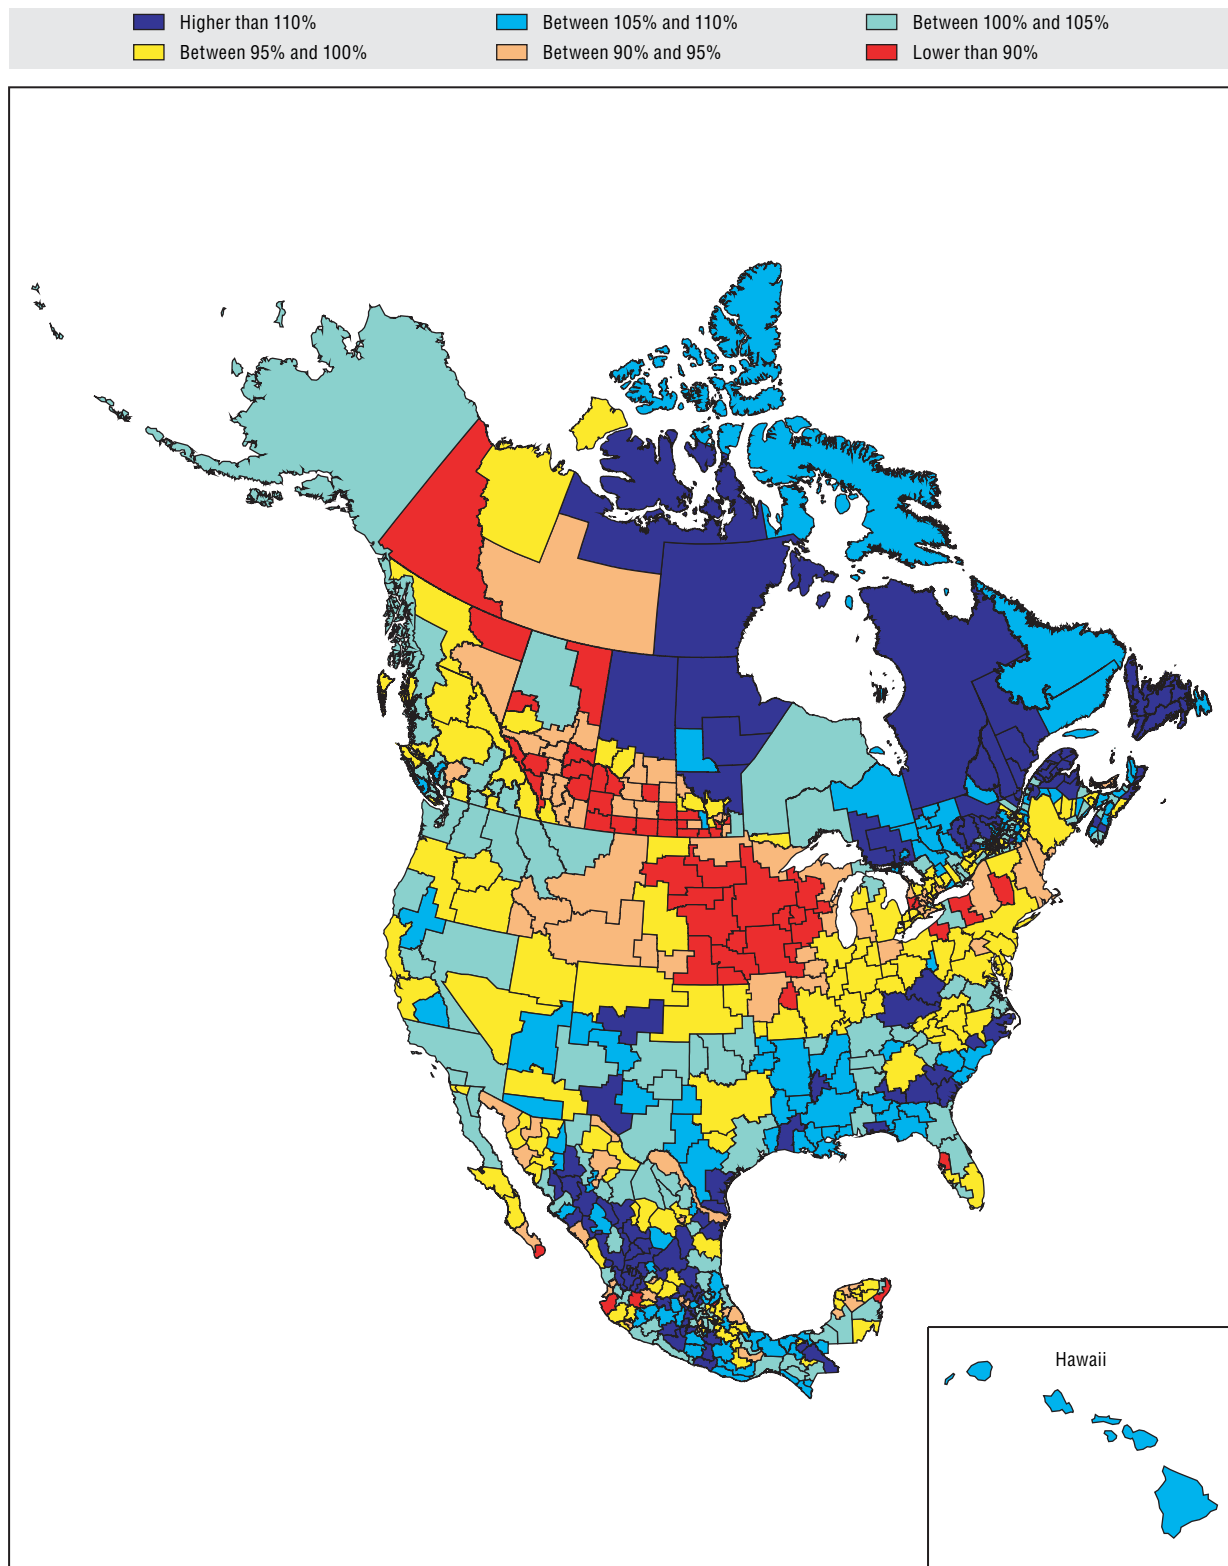 Higher than 110% Between 105% and 110% Between 100% and 105%
Between 95% and 100% Between 90% and 95% Lower than 90%
Hawaii